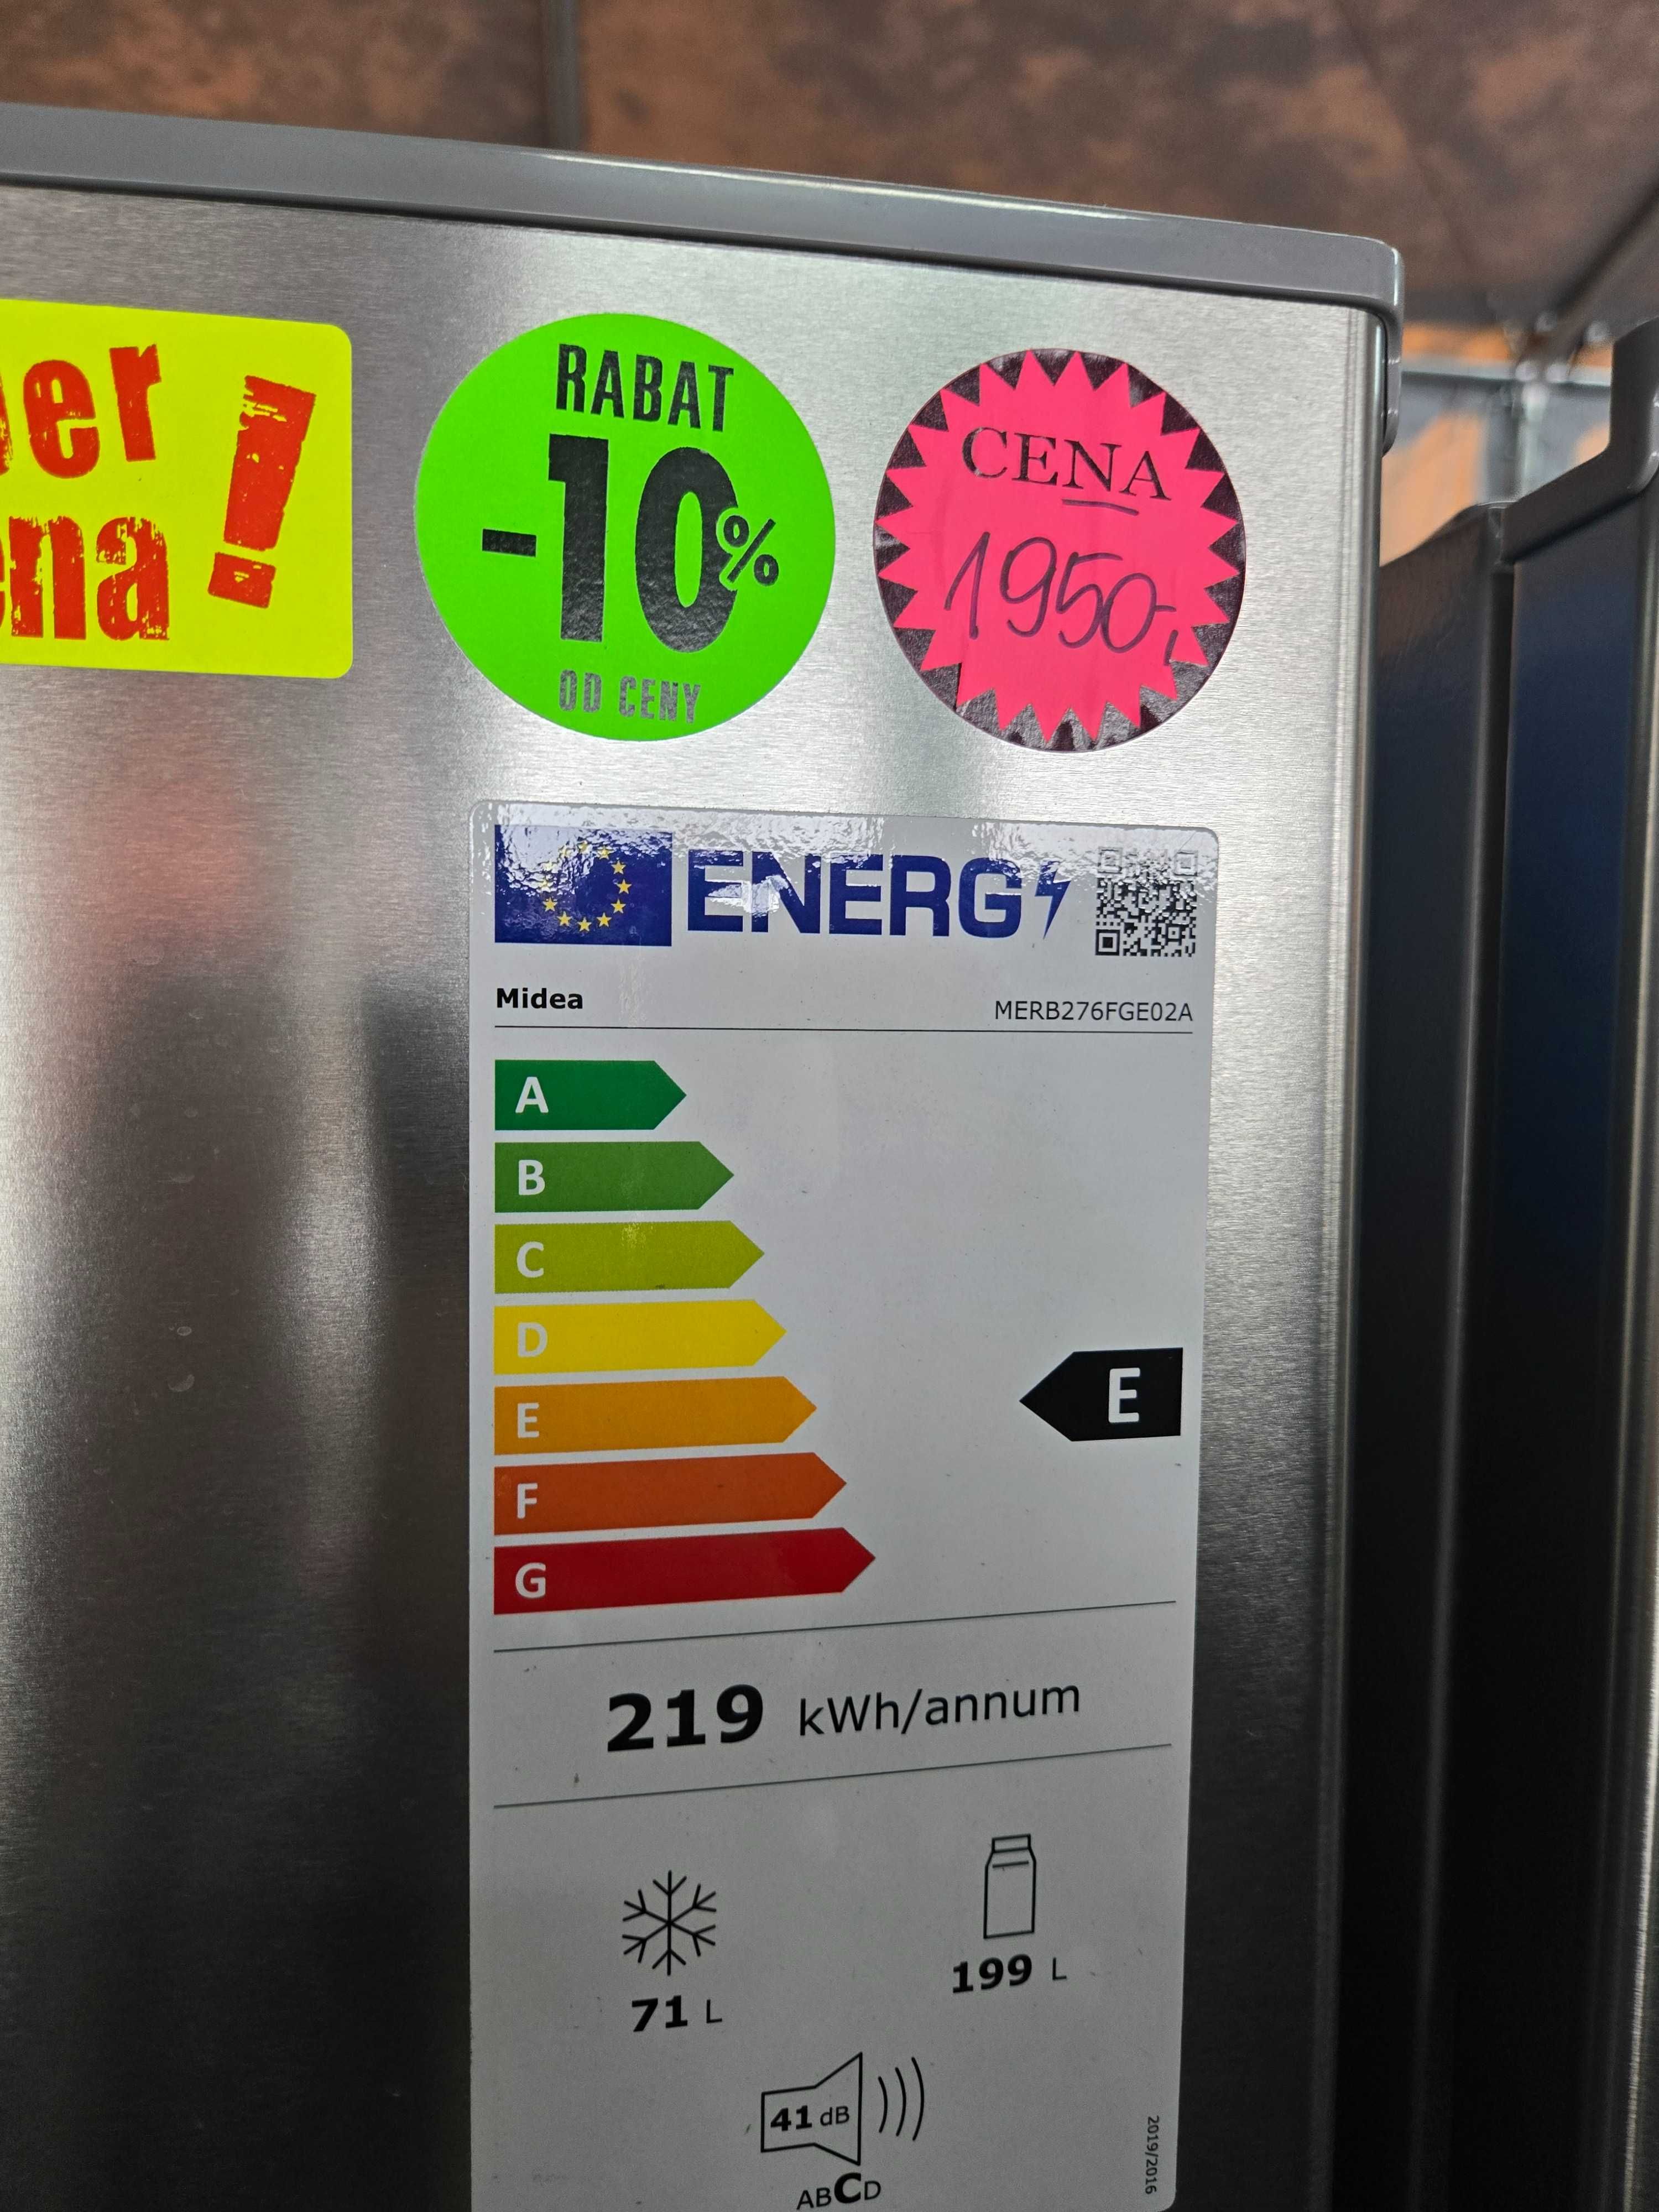 RABAT
-10%
OD CENY
CENA
1950,-
ENERG
Midea
MERB276FGE02A
A
B
C
D
E
E
F
G
219 kWh/annum
71 L
199 L
41 dB
ABCD
2019/2016